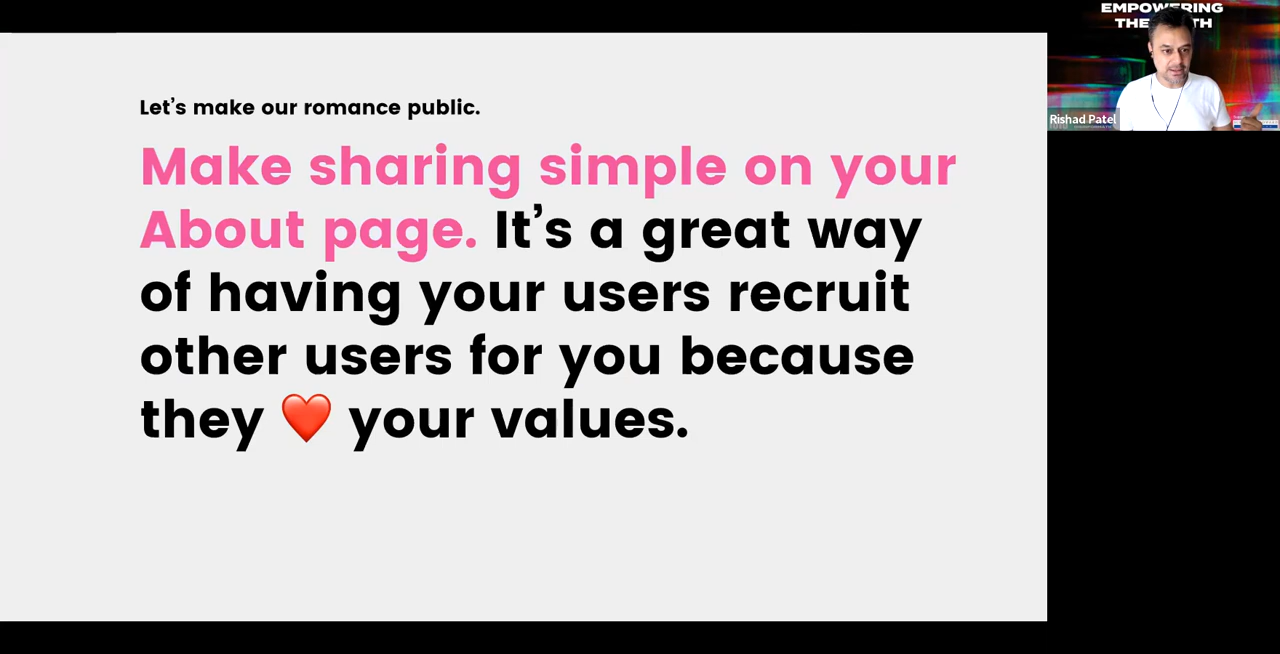 Let’s make our romance public.
Make sharing simple on your
About page. It’s a great way
of having your users recruit
other users for you because
they ❤️ your values.
EMPOWERING
Rishad Patel